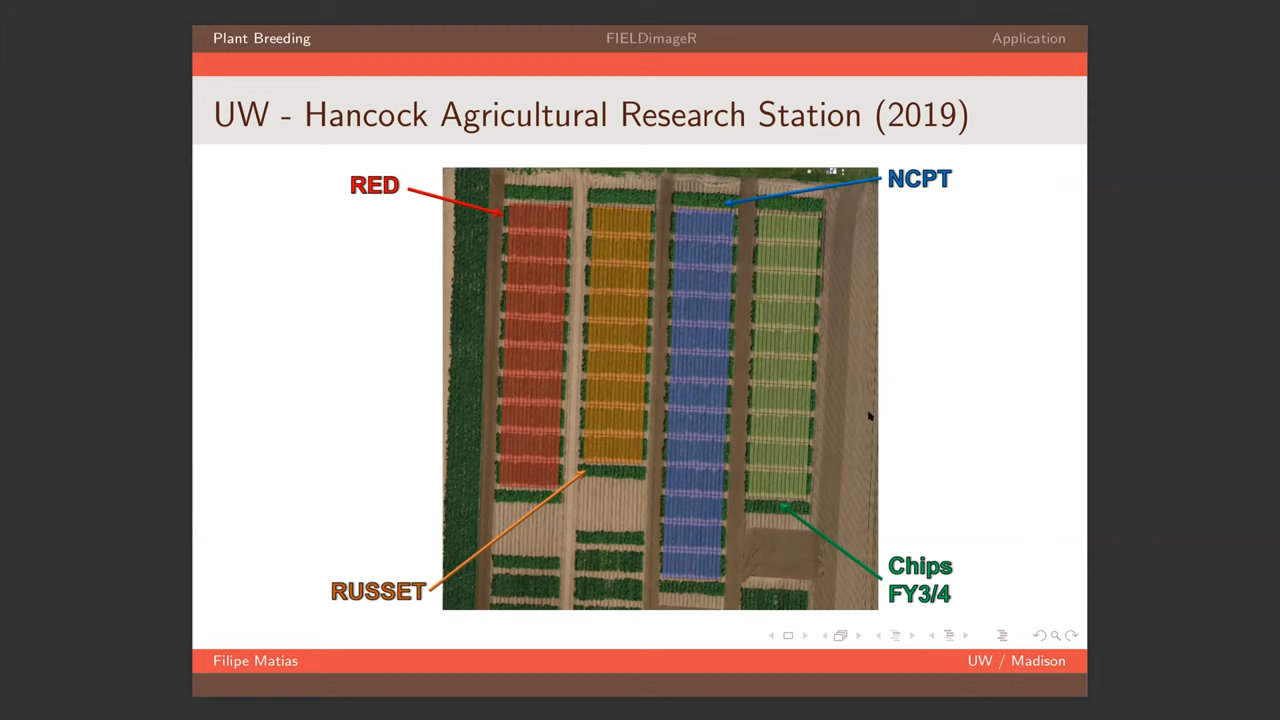 Plant Breeding
FIELDimageR
Application
UW - Hancock Agricultural Research Station (2019)
RED
NCPT
RUSSET
Chips
FY3/4
Filipe Matias
UW / Madison